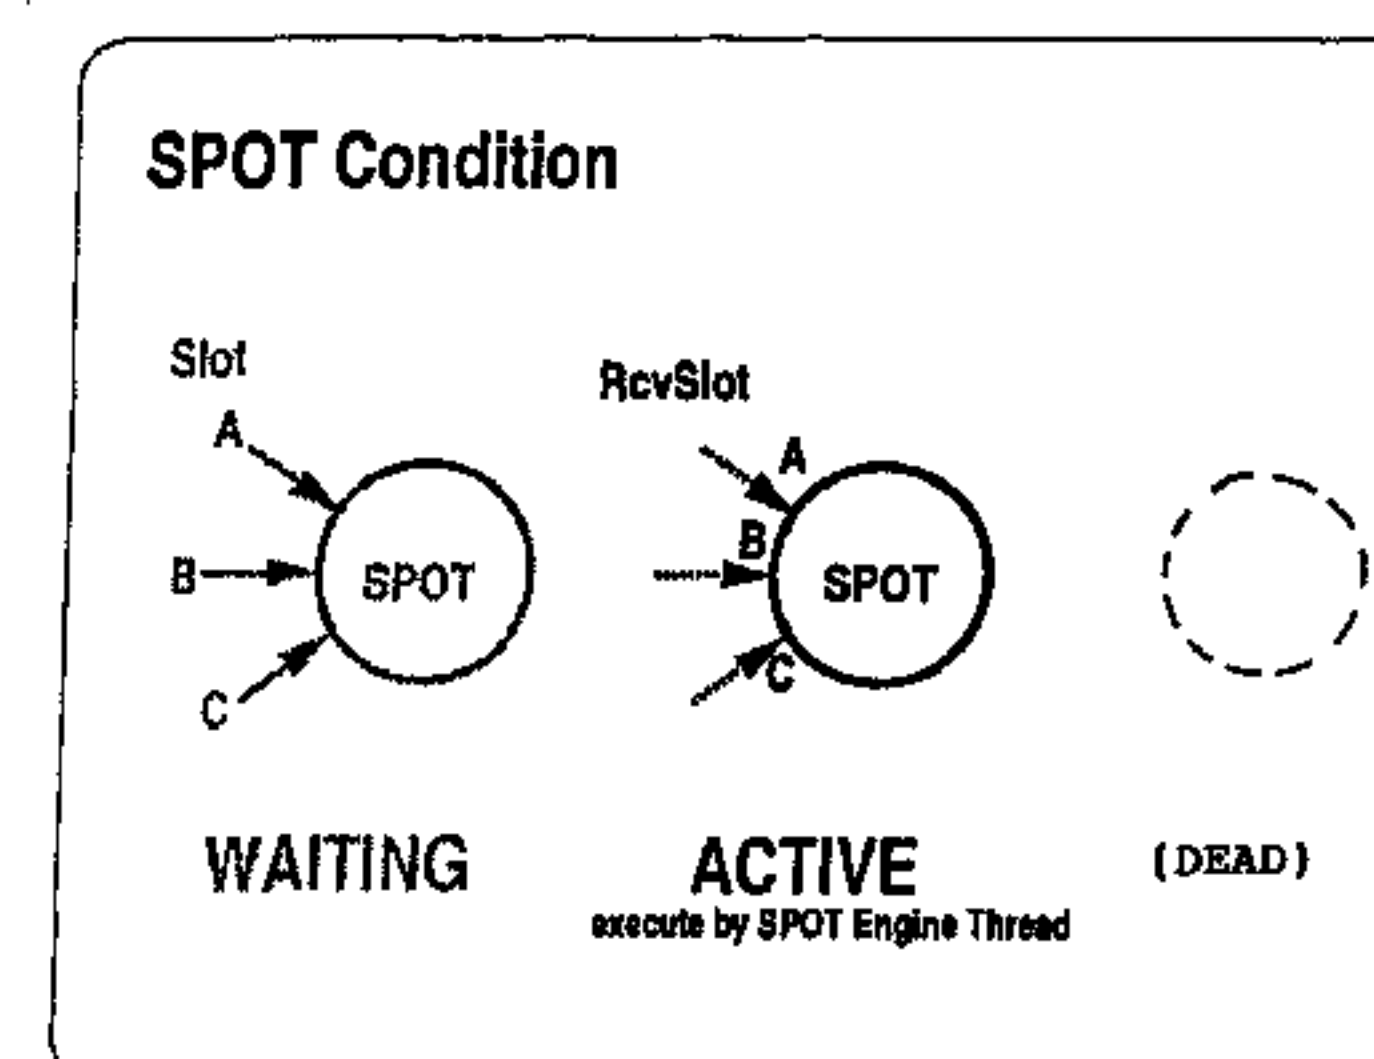 SPOT Condition
Slot
A
B
C
SPOT
WAITING
RcvSlot
A
B
C
SPOT
ACTIVE
execute by SPOT Engine Thread
(DEAD)